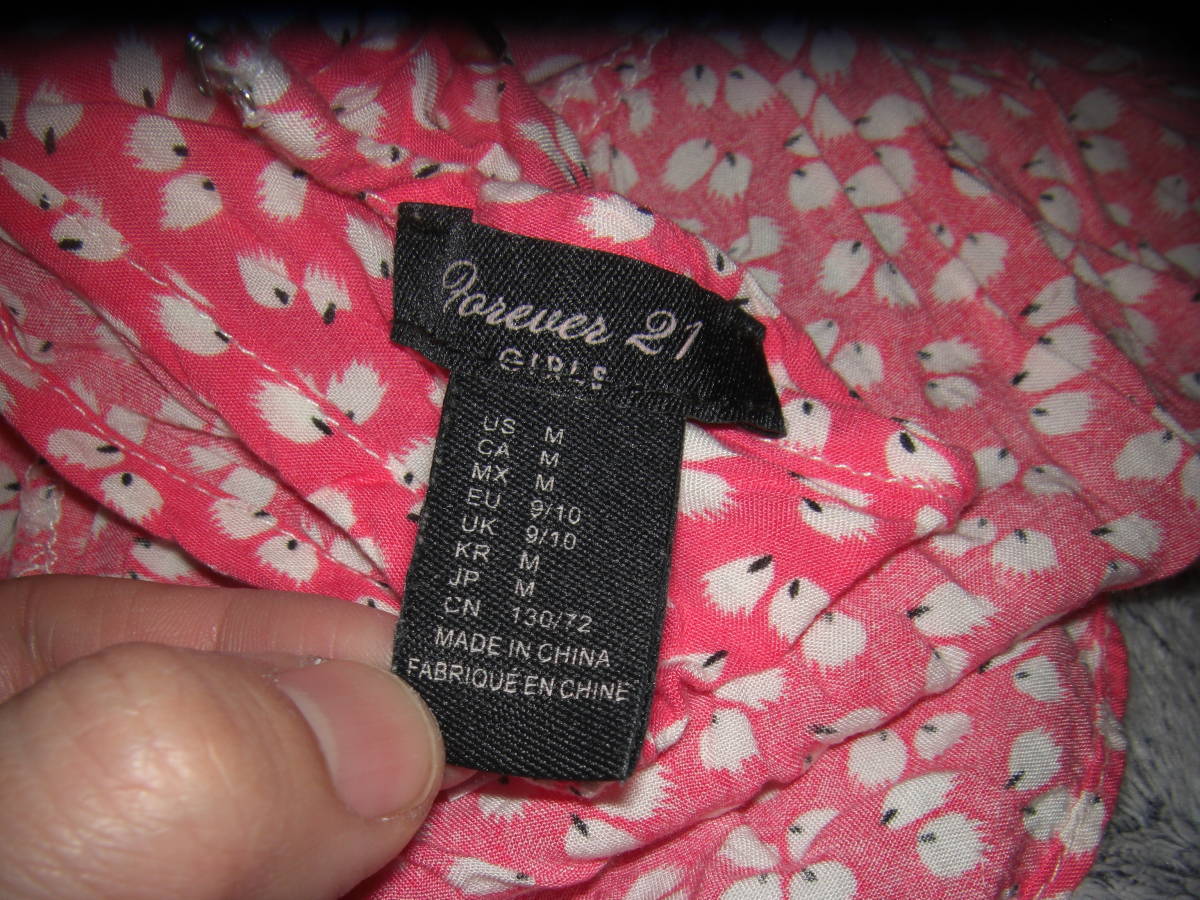 Forever 21
GIRLS
US M
CA M
MX M
EU 9/10
UK 9/10
KR M
JP M
CN 130/72
MADE IN CHINA
FABRIQUÉ EN CHINE